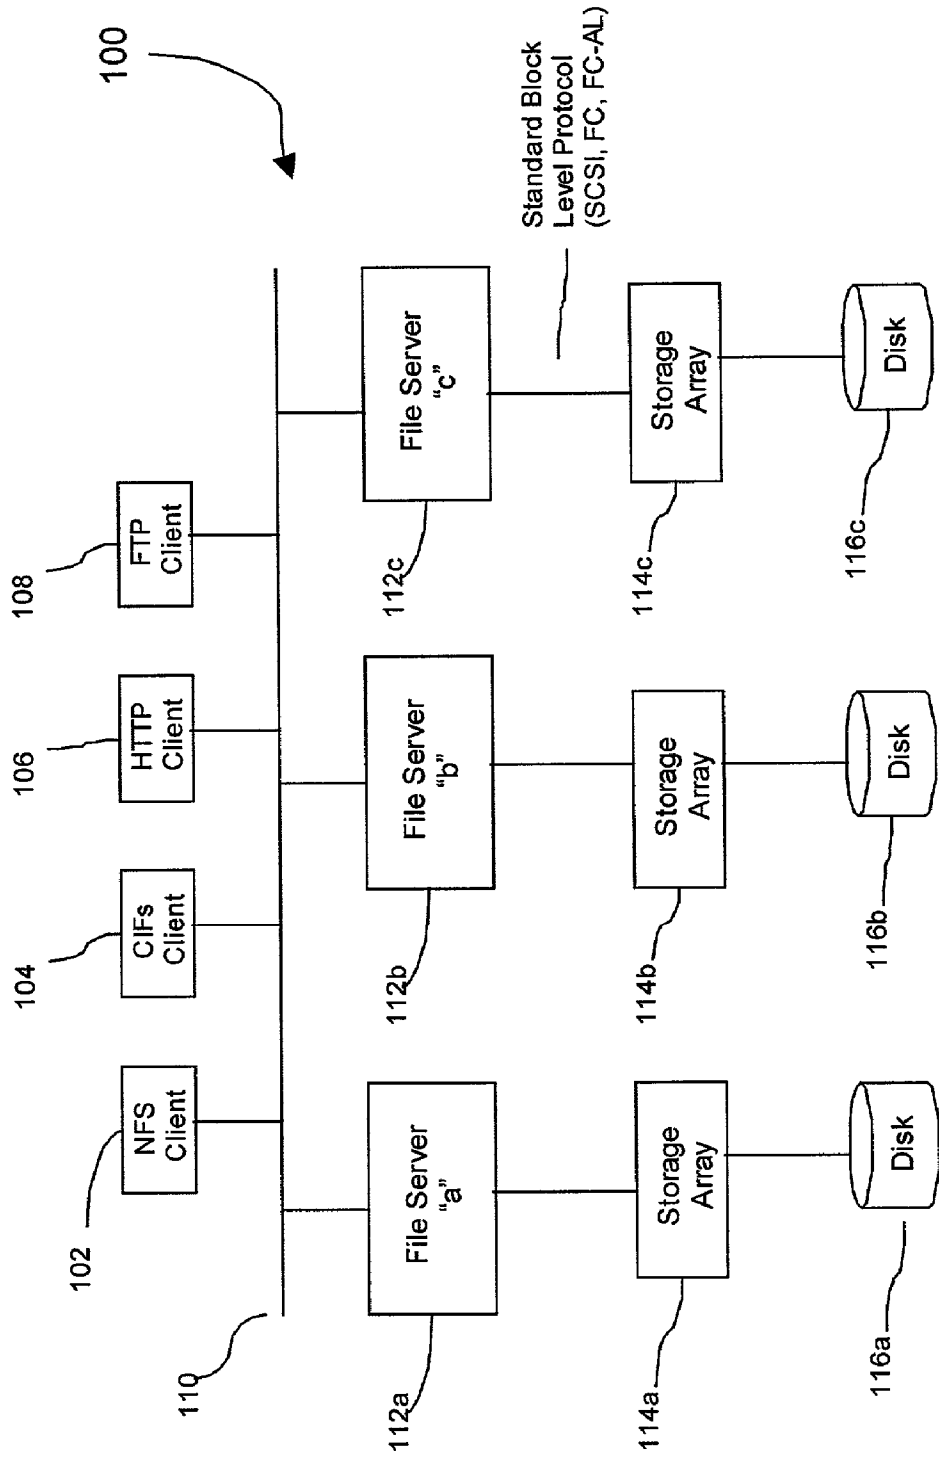 100
108
FTP
Client
106
HTTP
Client
104
CIFs
Client
102
NFS
Client
110
File Server
"a"
112a
File Server
"b"
112b
File Server
"c"
112c
Standard Block
Level Protocol
(SCSI, FC, FC-AL)
Storage
Array
114a
Storage
Array
114b
Storage
Array
114c
Disk
116a
Disk
116b
Disk
116c